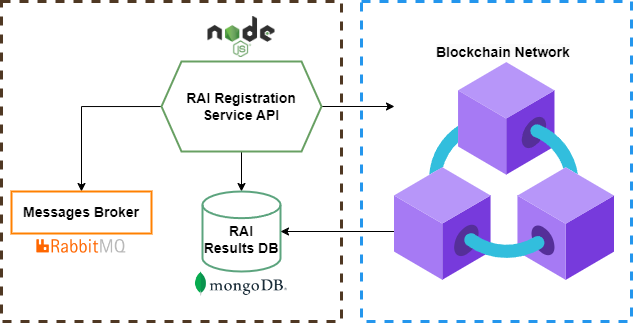 node
JS
Blockchain Network
RAI Registration
Service API
Messages Broker
RabbitMQ
RAI
Results DB
mongoDB®